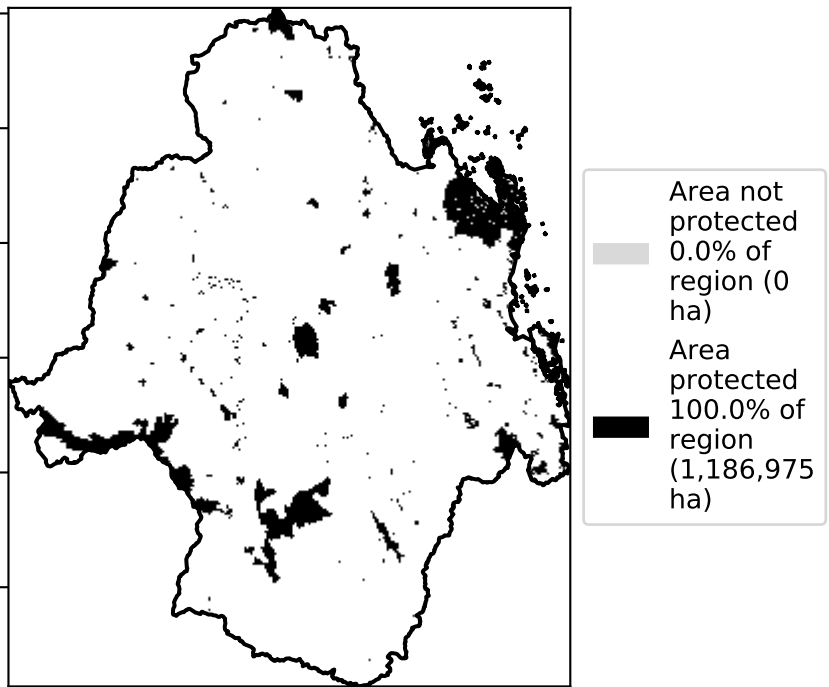 Area not
protected
0.0% of
region (0
ha)
Area
protected
100.0% of
region
(1,186,975
ha)